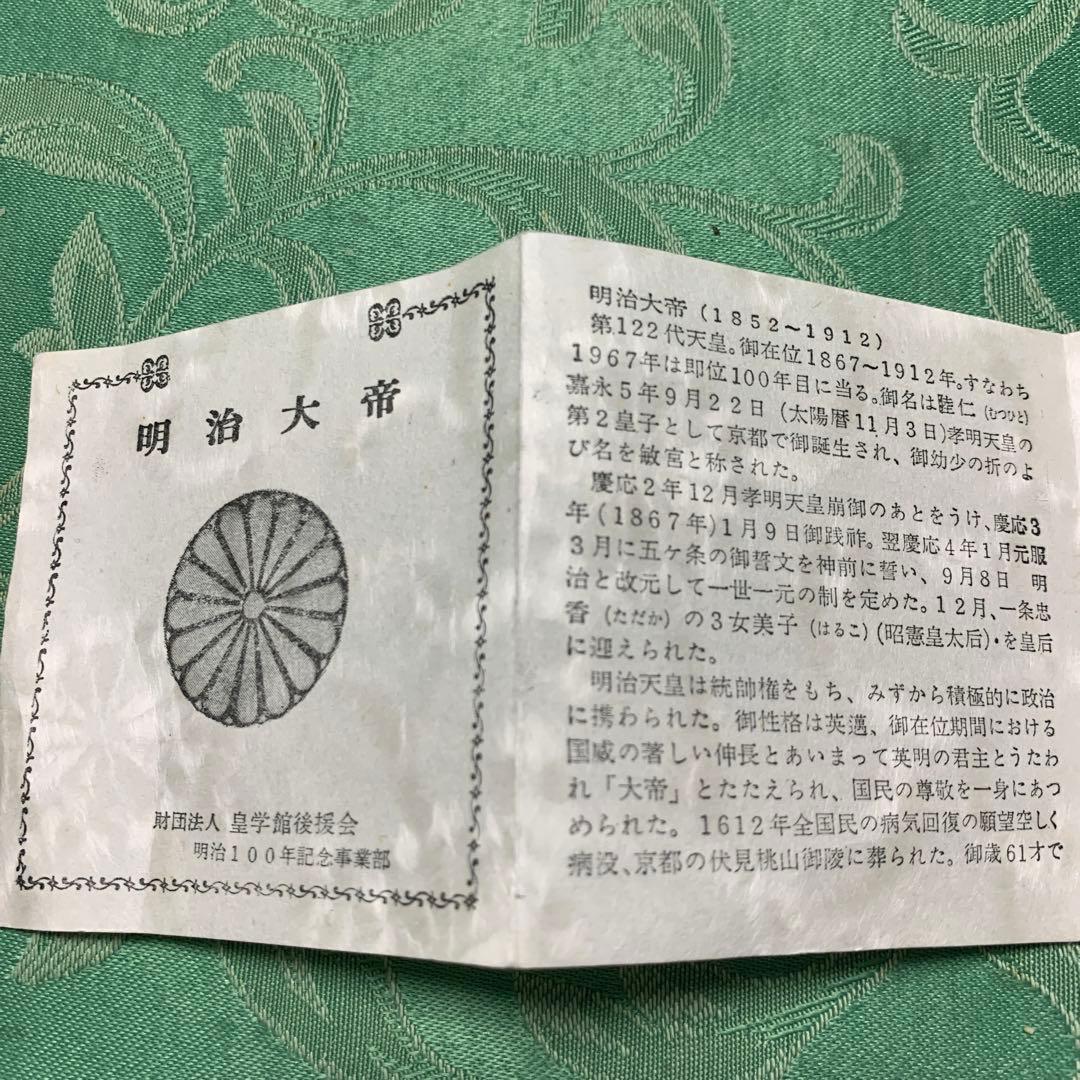 明治大帝
財団法人 皇学館後援会
明治100年記念事業部
明治大帝 (1852〜1912)
第122代天皇。御在位1867〜1912年。すなわち
1967年は即位100年目に当る。御名は睦仁 (むつひと)
嘉永5年9月22日 (太陽暦11月3日)孝明天皇の
第2皇子として京都で御誕生され、御幼少の折のよ
び名を敏宮と称された。
慶応2年12月孝明天皇崩御のあとをうけ、慶応3
年(1867年)1月9日御践祚。翌慶応4年1月元服
3月に五ヶ条の御誓文を神前に誓い、9月8日 明
治と改元して一世一元の制を定めた。12月、一条忠
香 (ただか) の3女美子 (はるこ) (昭憲皇太后)・を皇后
に迎えられた。
明治天皇は統帥権をもち、みずから積極的に政治
に携わられた。御性格は英邁、御在位期間における
国威の著しい伸長とあいまって英明の君主とうたわ
れ「大帝」とたたえられ、国民の尊敬を一身にあつ
められた。1612年全国民の病気回復の願望空しく
病没、京都の伏見桃山御陵に葬られた。御歳61才で